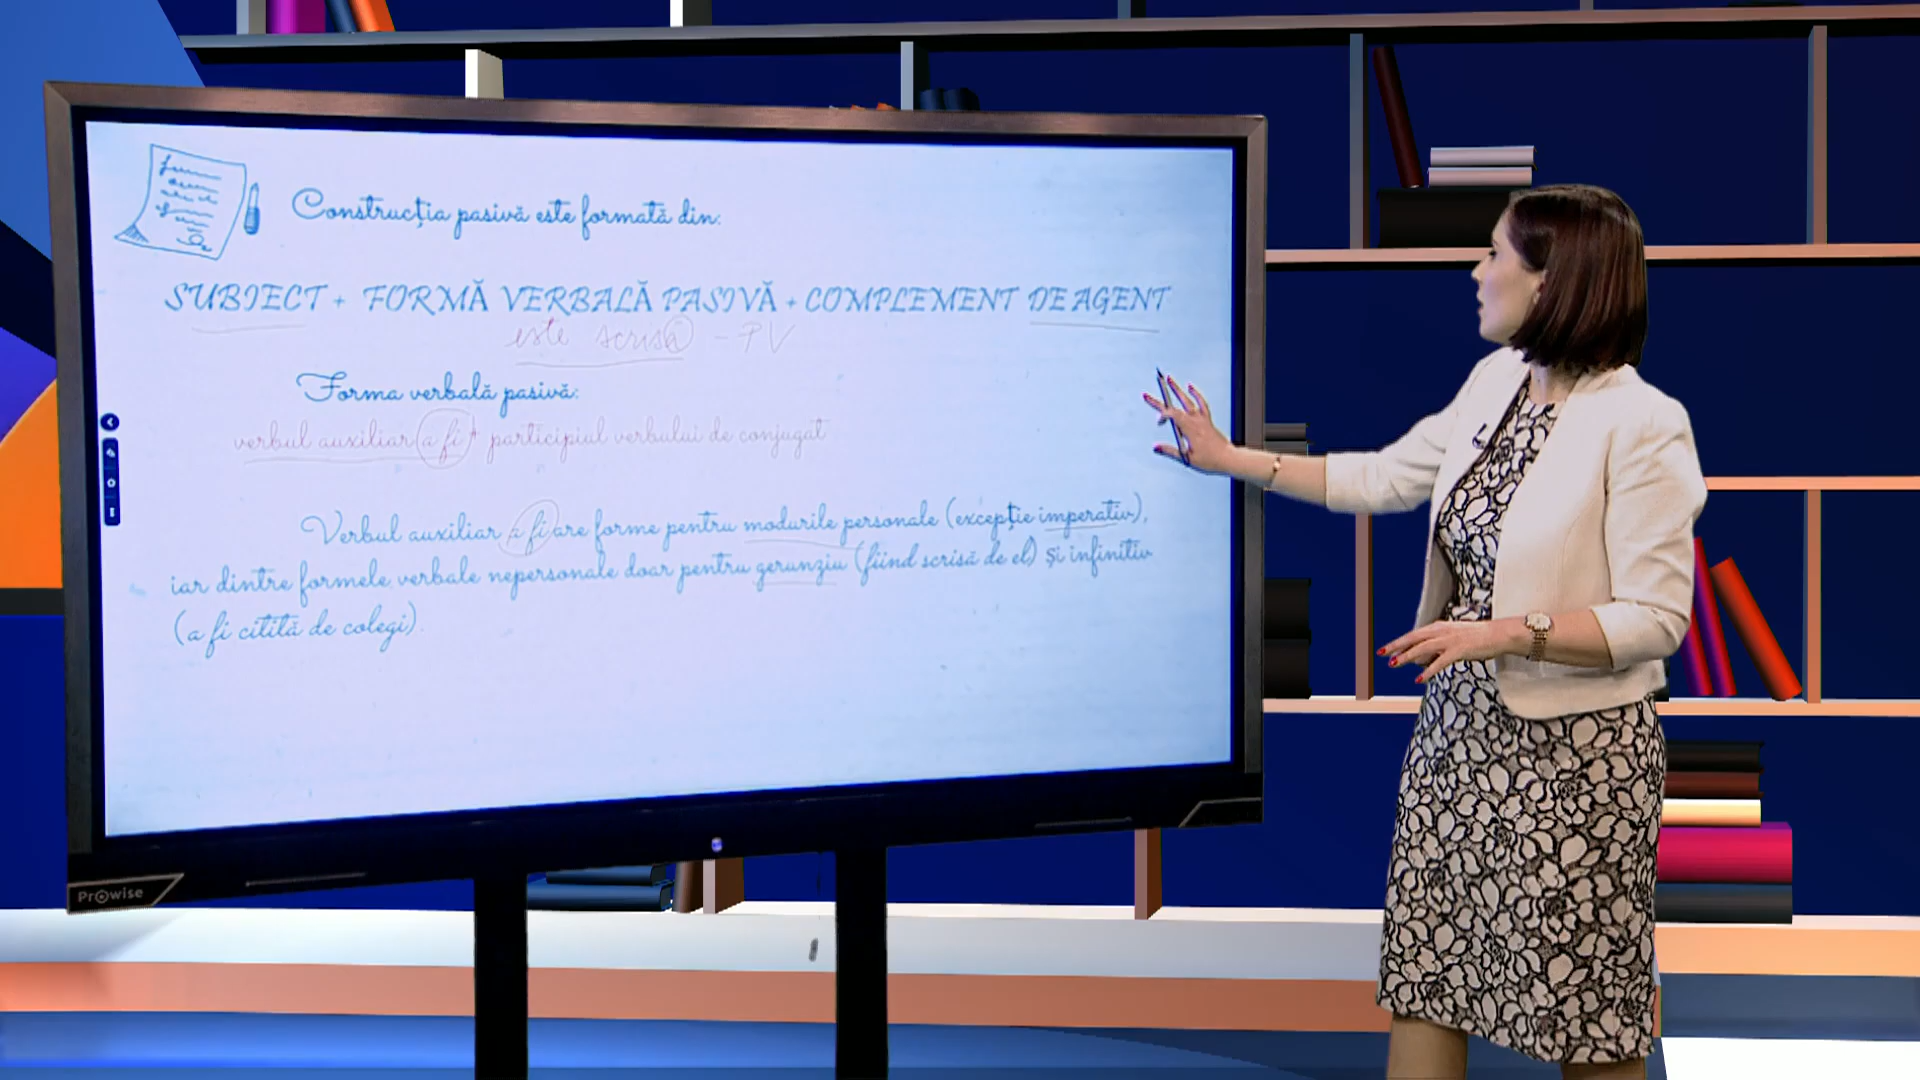 Construcția pasivă este formată din:
SUBIECT + FORMĂ VERBALĂ PASIVĂ + COMPLEMENT DE AGENT
este scrisă - PV
Forma verbală pasivă:
verbul auxiliar a fi + participiul verbului de conjugat
Verbul auxiliar a fi are forme pentru modurile personale (excepție imperativ),
iar dintre formele verbale nepersonale doar pentru gerunziu (fiind scrisă de el) și infinitiv
(a fi citită de colegi).
Prowise